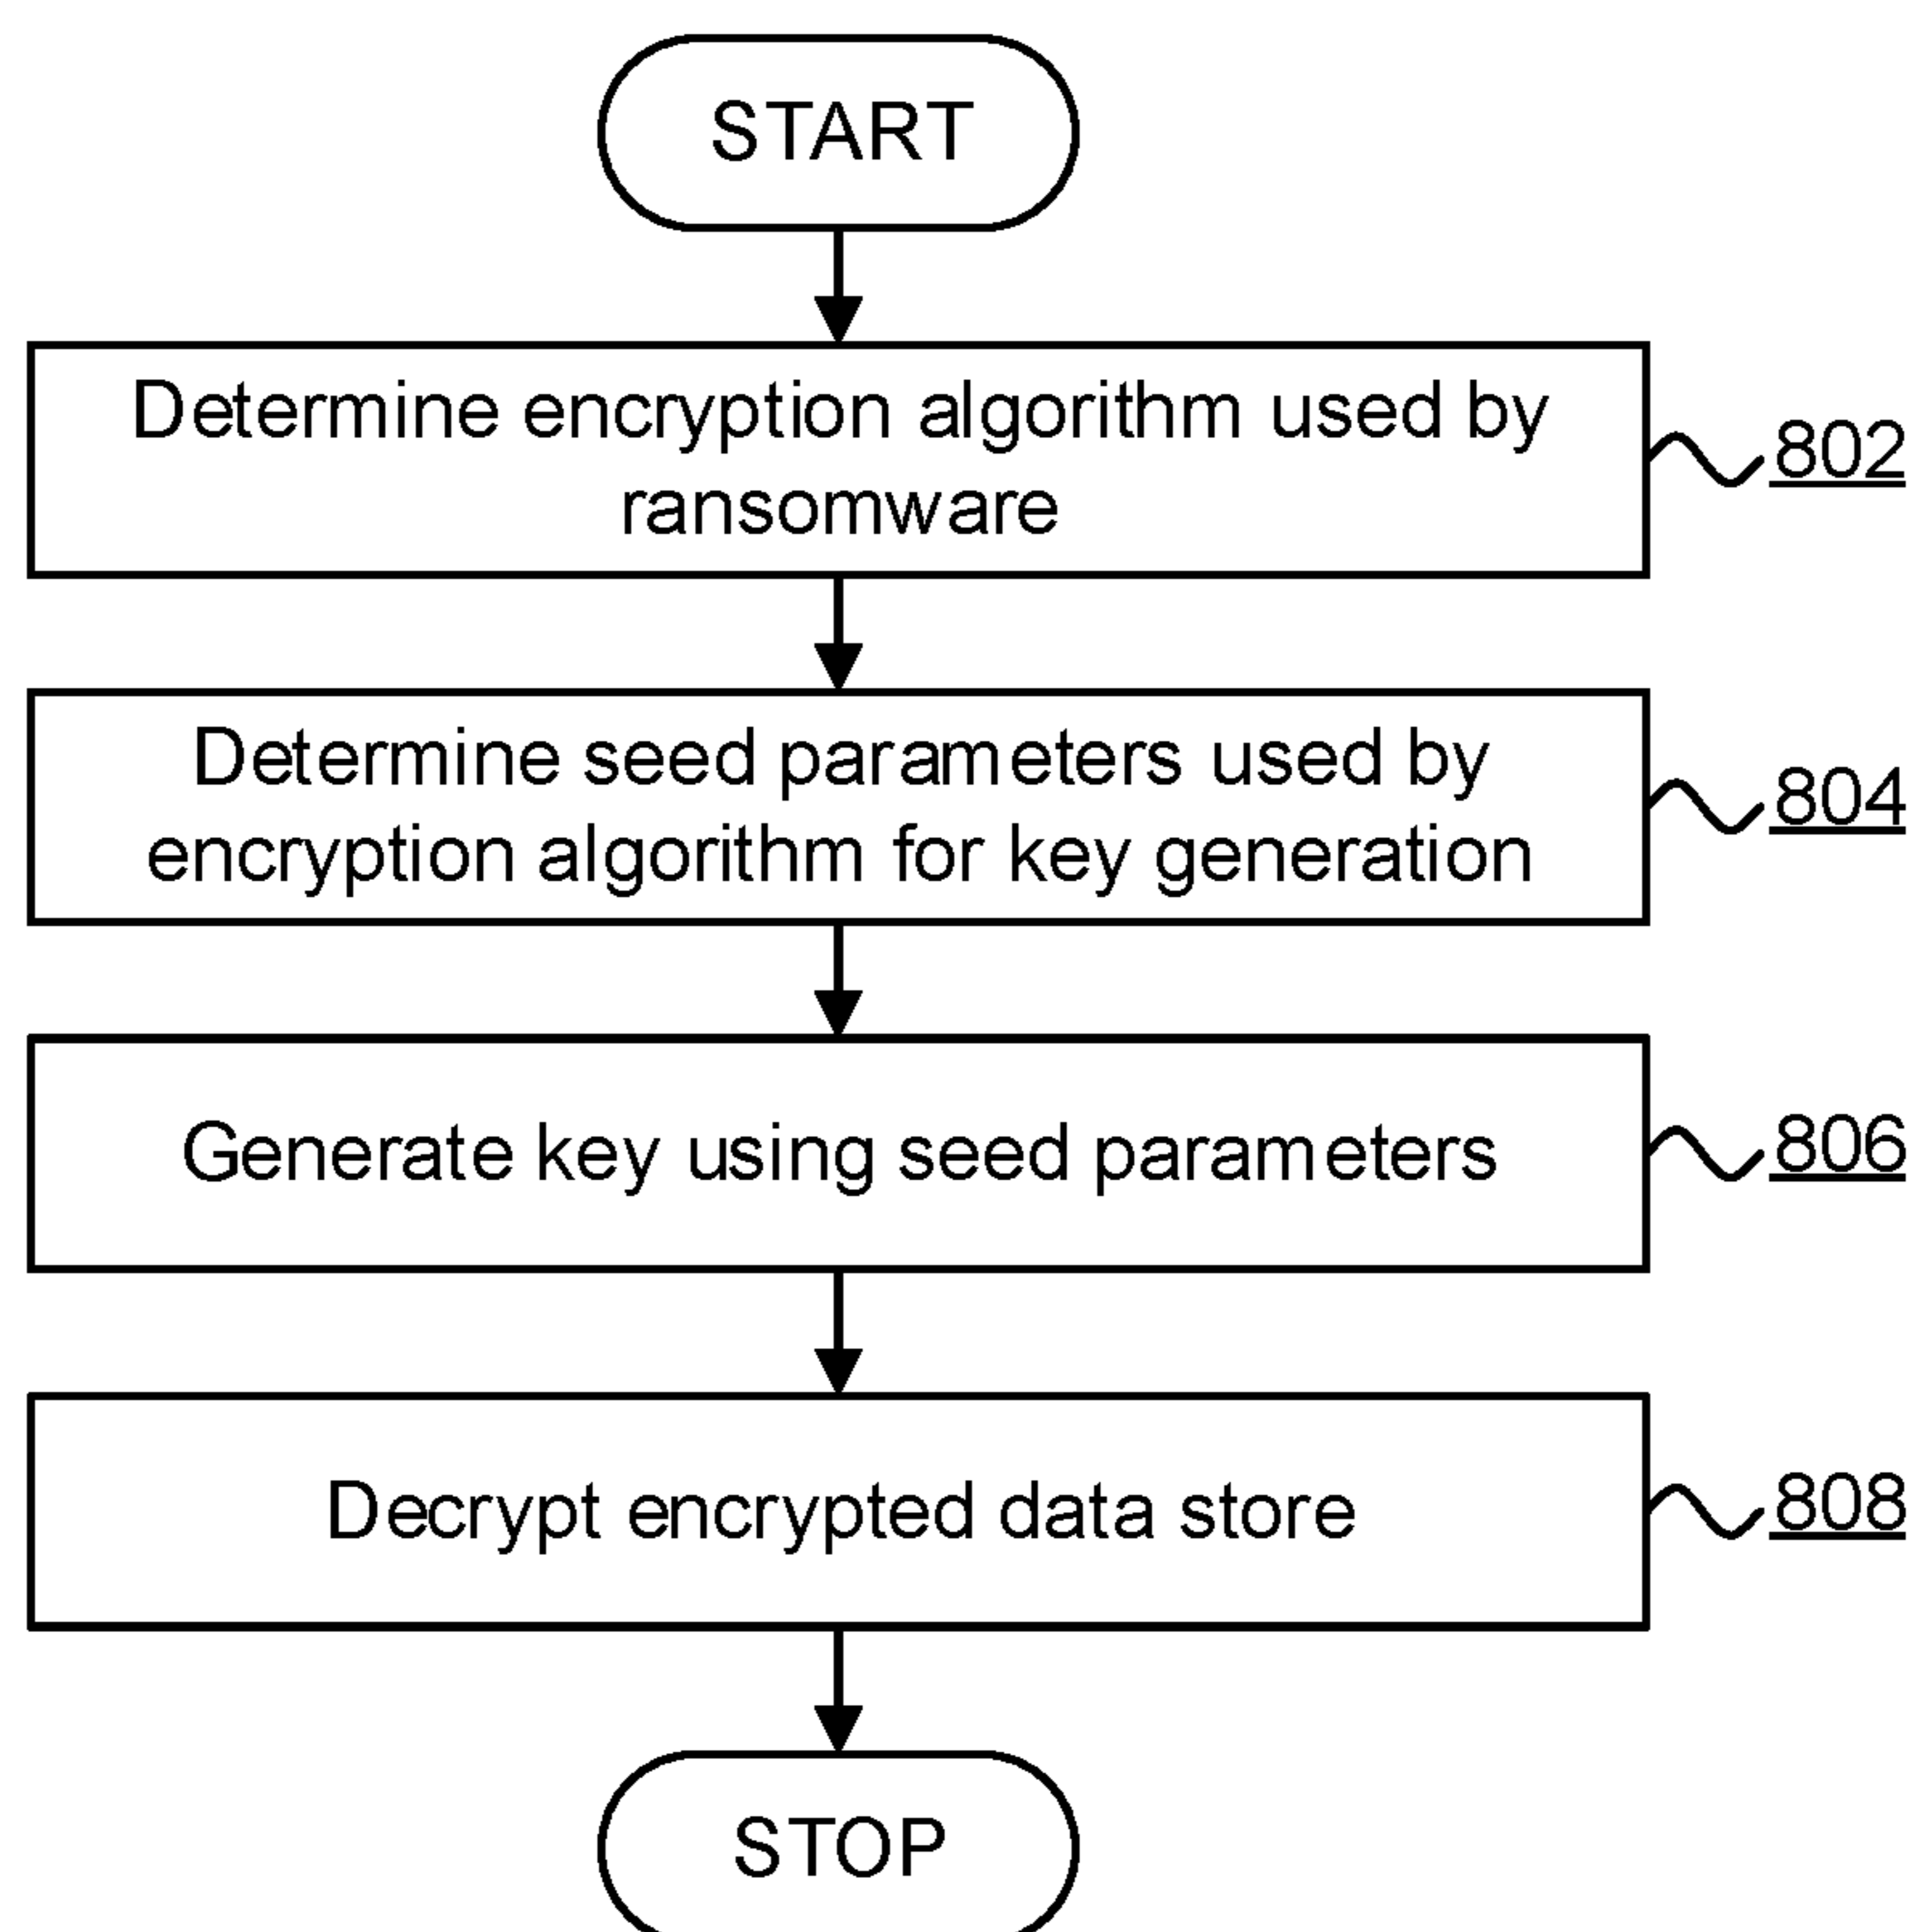 START
Determine encryption algorithm used by
ransomware
802
Determine seed parameters used by
encryption algorithm for key generation
804
Generate key using seed parameters
806
Decrypt encrypted data store
808
STOP